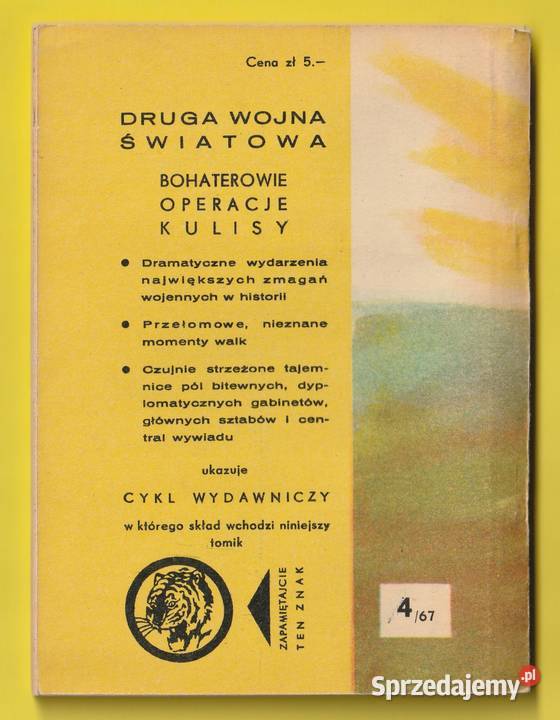 Cena zł 5.—
DRUGA WOJNA
ŚWIATOWA
BOHATEROWIE
OPERACJE
KULISY
● Dramatyczne wydarzenia
największych zmagań
wojennych w historii
● Przełomowe, nieznane
momenty walk
● Czujnie strzeżone tajem-
nice pól bitewnych, dyp-
lomatycznych gabinetów,
głównych sztabów i cen-
tral wywiadu
ukazuje
CYKL WYDAWNICZY
w którego skład wchodzi niniejszy
tomik
ZAPAMIĘTAJCIE
TEN ZNAK
4/67
Sprzedajemy.pl